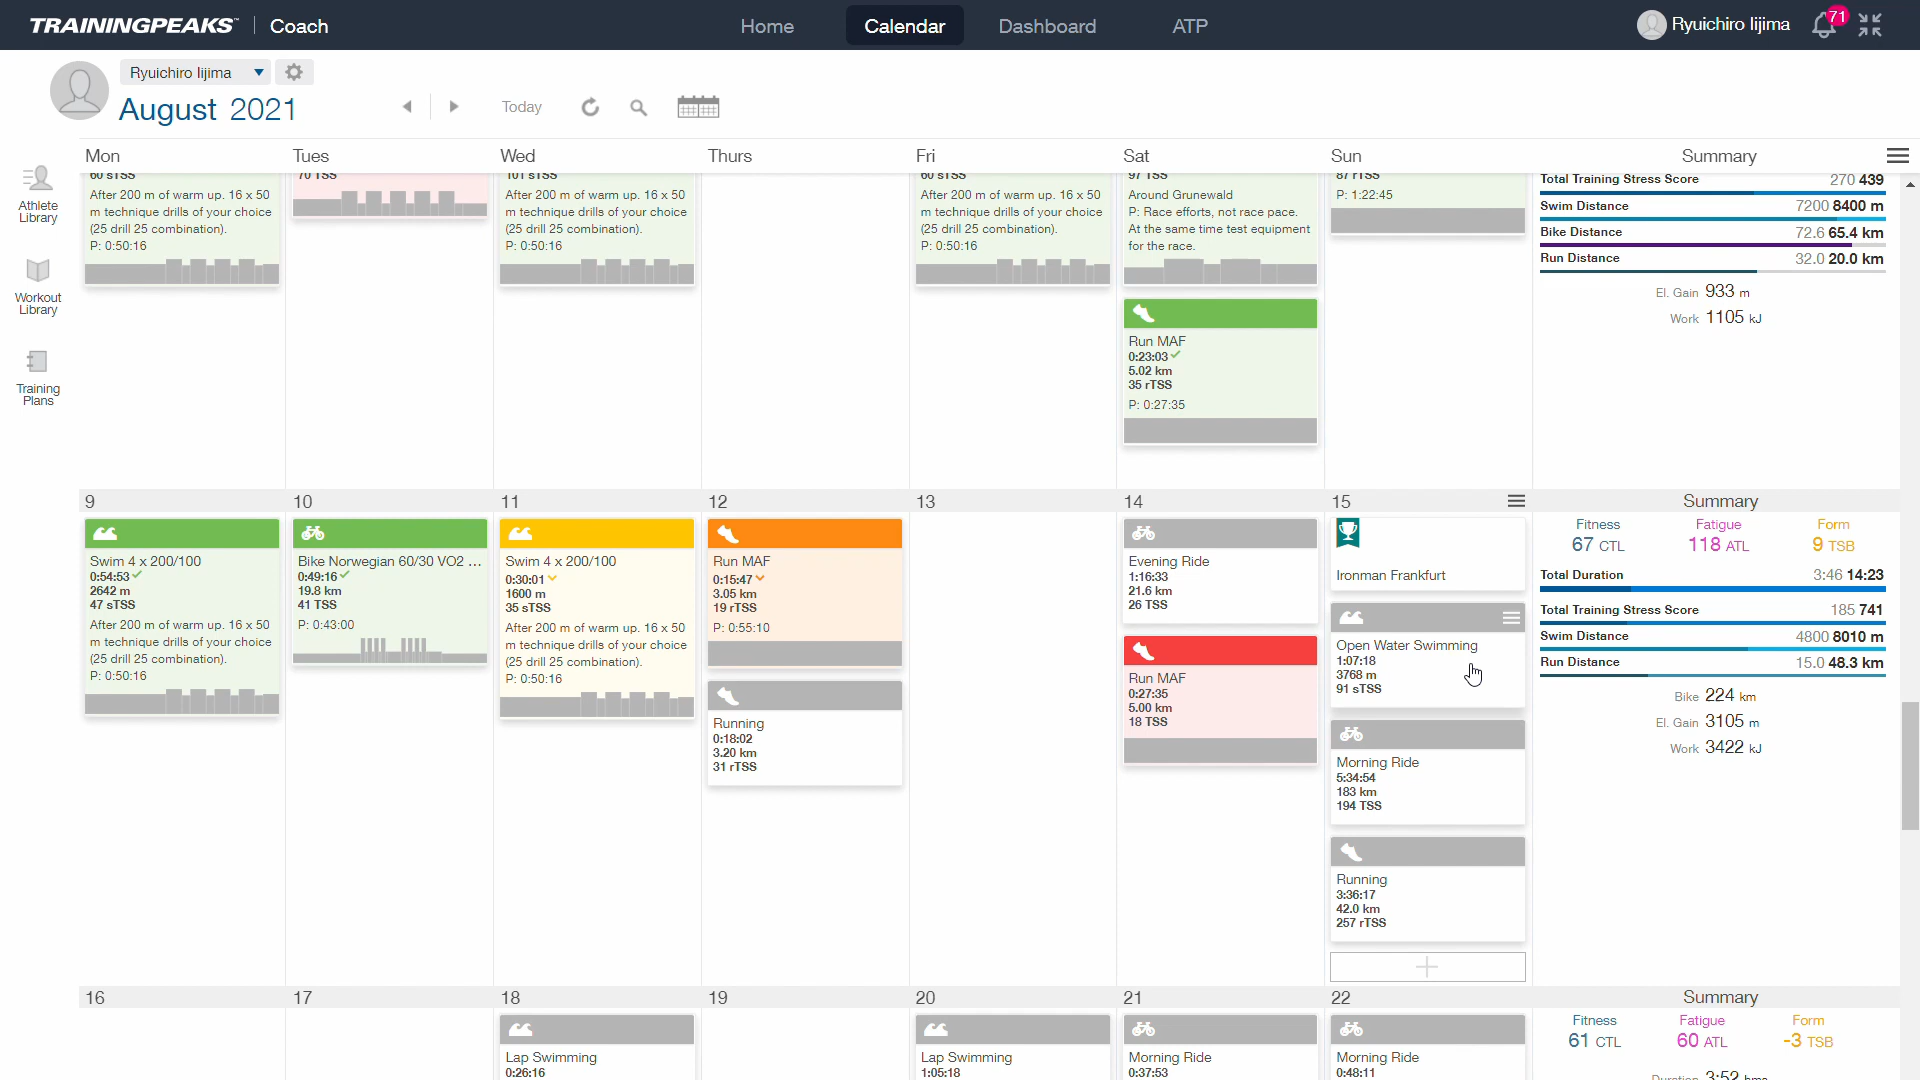 TRAININGPEAKS™ Coach Home Calendar Dashboard ATP Ryuichiro Iijima 71
Ryuichiro Iijima
August 2021 Today
Mon Tues Wed Thurs Fri Sat Sun Summary
Athlete
Library
Workout
Library
Training
Plans
60 sTSS
After 200 m of warm up. 16 x 50
m technique drills of your choice
(25 drill 25 combination).
P: 0:50:16
70 TSS
101 sTSS
After 200 m of warm up. 16 x 50
m technique drills of your choice
(25 drill 25 combination).
P: 0:50:16
60 sTSS
After 200 m of warm up. 16 x 50
m technique drills of your choice
(25 drill 25 combination).
P: 0:50:16
97 TSS
Around Grunewald
P: Race efforts, not race pace.
At the same time test equipment
for the race.
Run MAF
0:23:03
5.02 km
35 rTSS
P: 0:27:35
87 rTSS
P: 1:22:45
Total Training Stress Score 270 439
Swim Distance 7200 8400 m
Bike Distance 72.6 65.4 km
Run Distance 32.0 20.0 km
El. Gain 933 m
Work 1105 kJ
9 10 11 12 13 14 15 Summary
Swim 4 x 200/100
0:54:53
2642 m
47 sTSS
After 200 m of warm up. 16 x 50
m technique drills of your choice
(25 drill 25 combination).
P: 0:50:16
Bike Norwegian 60/30 VO2 ...
0:49:16
19.8 km
41 TSS
P: 0:43:00
Swim 4 x 200/100
0:30:01
1600 m
35 sTSS
After 200 m of warm up. 16 x 50
m technique drills of your choice
(25 drill 25 combination).
P: 0:50:16
Run MAF
0:15:47
3.05 km
19 rTSS
P: 0:55:10
Running
0:18:02
3.20 km
31 rTSS
Evening Ride
1:16:33
21.6 km
26 TSS
Run MAF
0:27:35
5.00 km
18 TSS
Ironman Frankfurt
Open Water Swimming
1:07:18
3768 m
91 sTSS
Morning Ride
5:34:54
183 km
194 TSS
Running
3:36:17
42.0 km
257 rTSS
Fitness Fatigue Form
67 CTL 118 ATL 9 TSB
Total Duration 3:46 14:23
Total Training Stress Score 185 741
Swim Distance 4800 8010 m
Run Distance 15.0 48.3 km
Bike 224 km
El. Gain 3105 m
Work 3422 kJ
16 17 18 19 20 21 22 Summary
Lap Swimming
0:26:16
Lap Swimming
1:05:18
Morning Ride
0:37:53
Morning Ride
0:48:11
Fitness Fatigue Form
61 CTL 60 ATL -3 TSB
Duration 3:52 hms